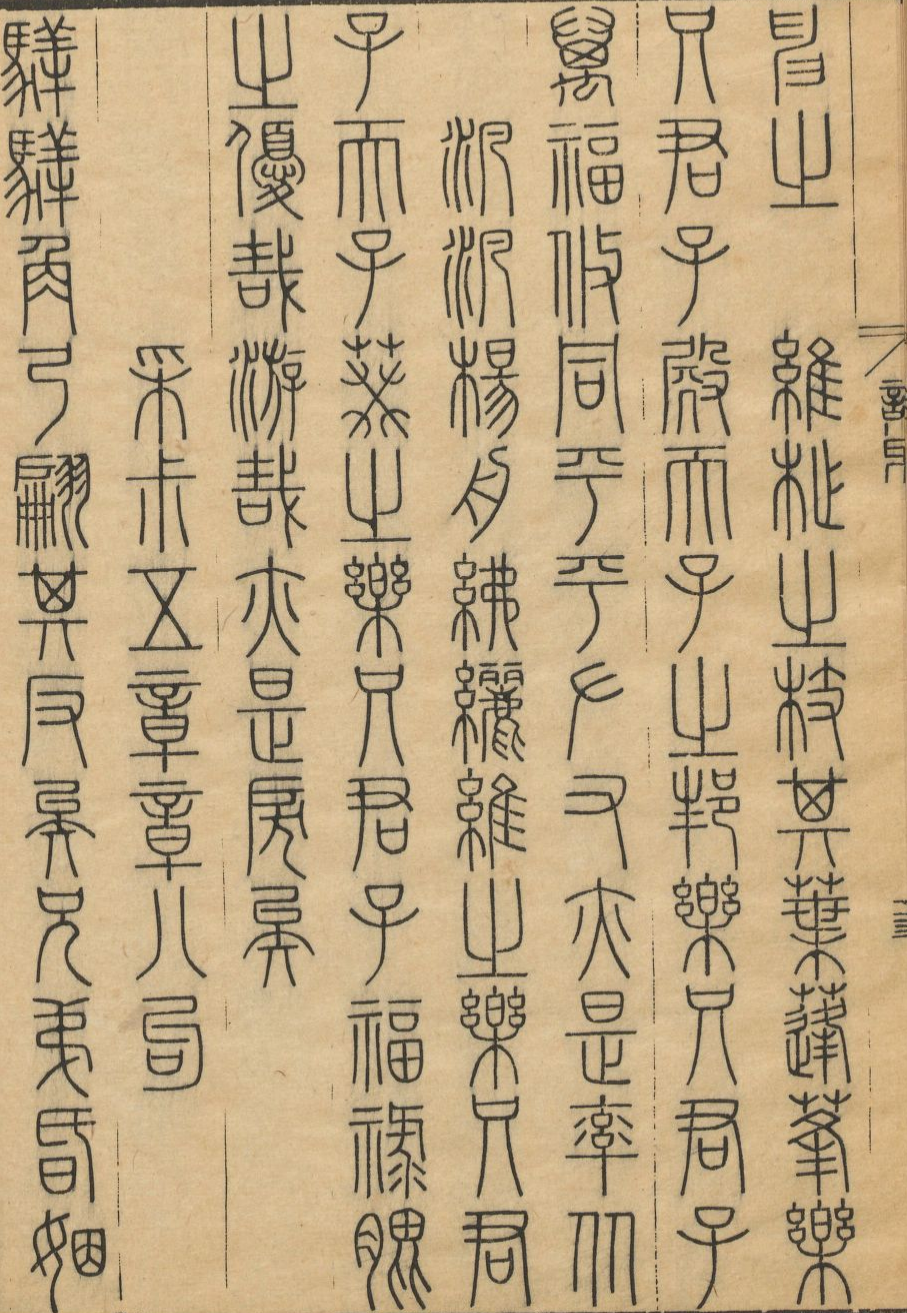 申之　維柞之枝其葉蓬蓬樂
只君子殿天子之邦樂只君子
萬福攸同平平左右亦是率从
汎汎楊舟紼纚維之樂只君
子天子葵之樂只君子福祿膍
之優哉游哉亦是戾矣
采尗五章章八句
騂騂角弓翩其反矣兄弟昏姻